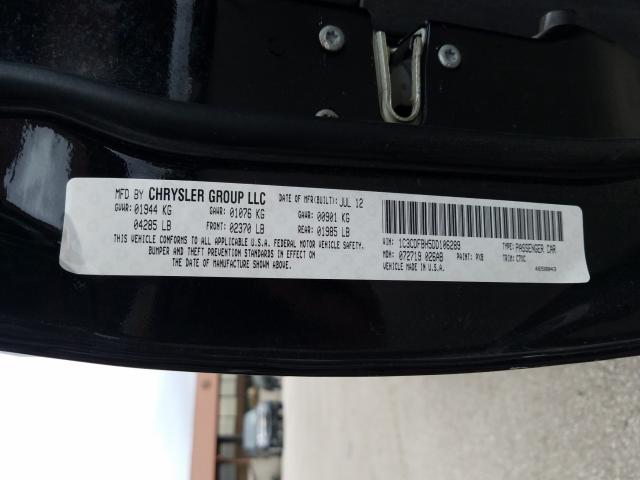 MFD BY CHRYSLER GROUP LLC DATE OF MFR(BUILT): JUL 12
GVWR: 01944 KG GAWR: 01076 KG GAWR: 00901 KG
04285 LB FRONT: 02370 LB REAR: 01985 LB
THIS VEHICLE CONFORMS TO ALL APPLICABLE U.S.A. FEDERAL MOTOR VEHICLE SAFETY,
BUMPER AND THEFT PREVENTION STANDARDS IN EFFECT ON
THE DATE OF MANUFACTURE SHOWN ABOVE.
VIN: 1C3CDFBH5DD106289 TYPE: PASSENGER CAR
MDH: 072719 026AB PAINT: PXB TRIM: C7XC
VEHICLE MADE IN U.S.A.